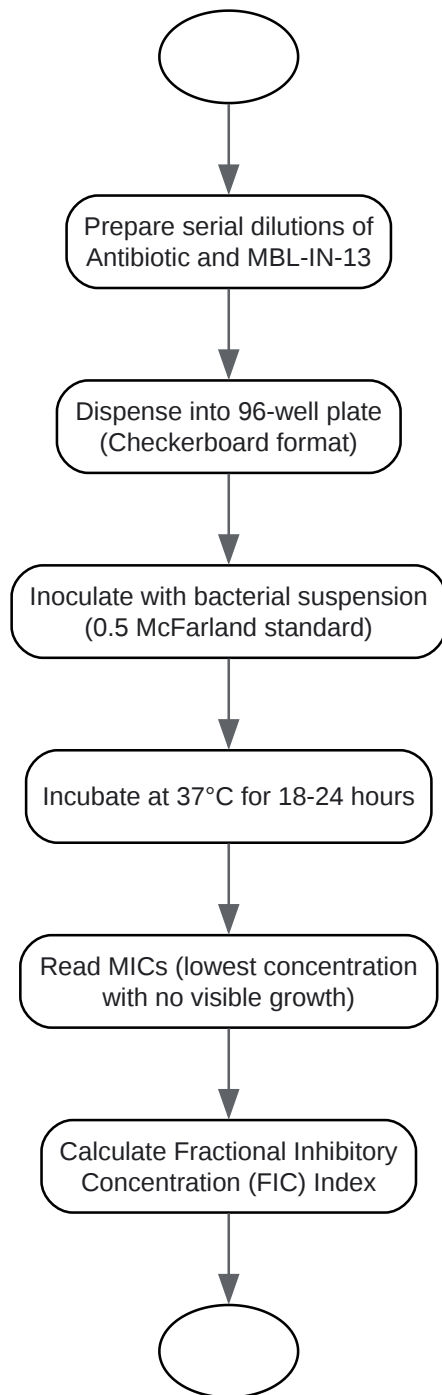 Prepare serial dilutions of
Antibiotic and MBL-IN-13
Dispense into 96-well plate
(Checkerboard format)
Inoculate with bacterial suspension
(0.5 McFarland standard)
Incubate at 37°C for 18-24 hours
Read MICs (lowest concentration
with no visible growth)
Calculate Fractional Inhibitory
Concentration (FIC) Index